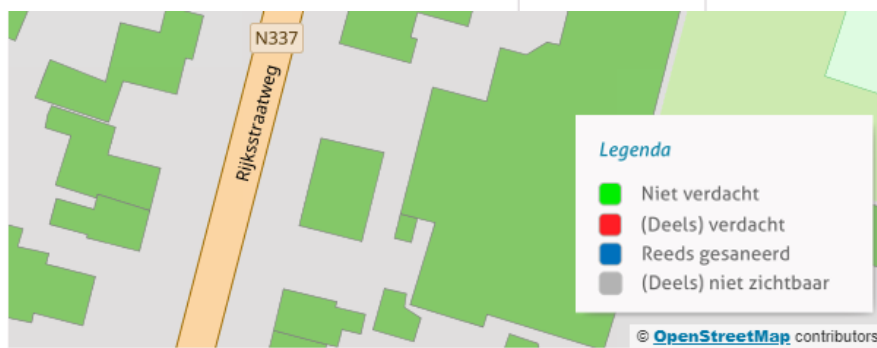 N337
Rijksstraatweg
Legenda
Niet verdacht
(Deels) verdacht
Reeds gesaneerd
(Deels) niet zichtbaar
© OpenStreetMap contributors